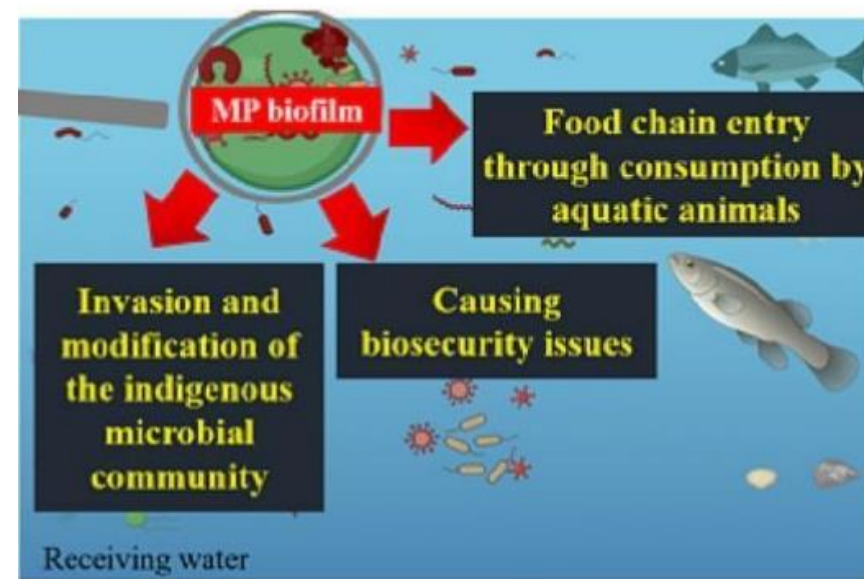 MP biofilm
Food chain entry
through consumption by
aquatic animals
Invasion and
modification of
the indigenous
microbial
community
Causing
biosecurity issues
Receiving water